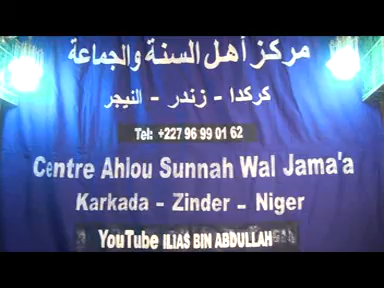 مركز أهل السنة والجماعة
كركدا - زندر - النيجر
Tel: +227 96 99 01 62
Centre Ahlou Sunnah Wal Jama'a
Karkada - Zinder - Niger
YouTube ILIAS BIN ABDULLAH